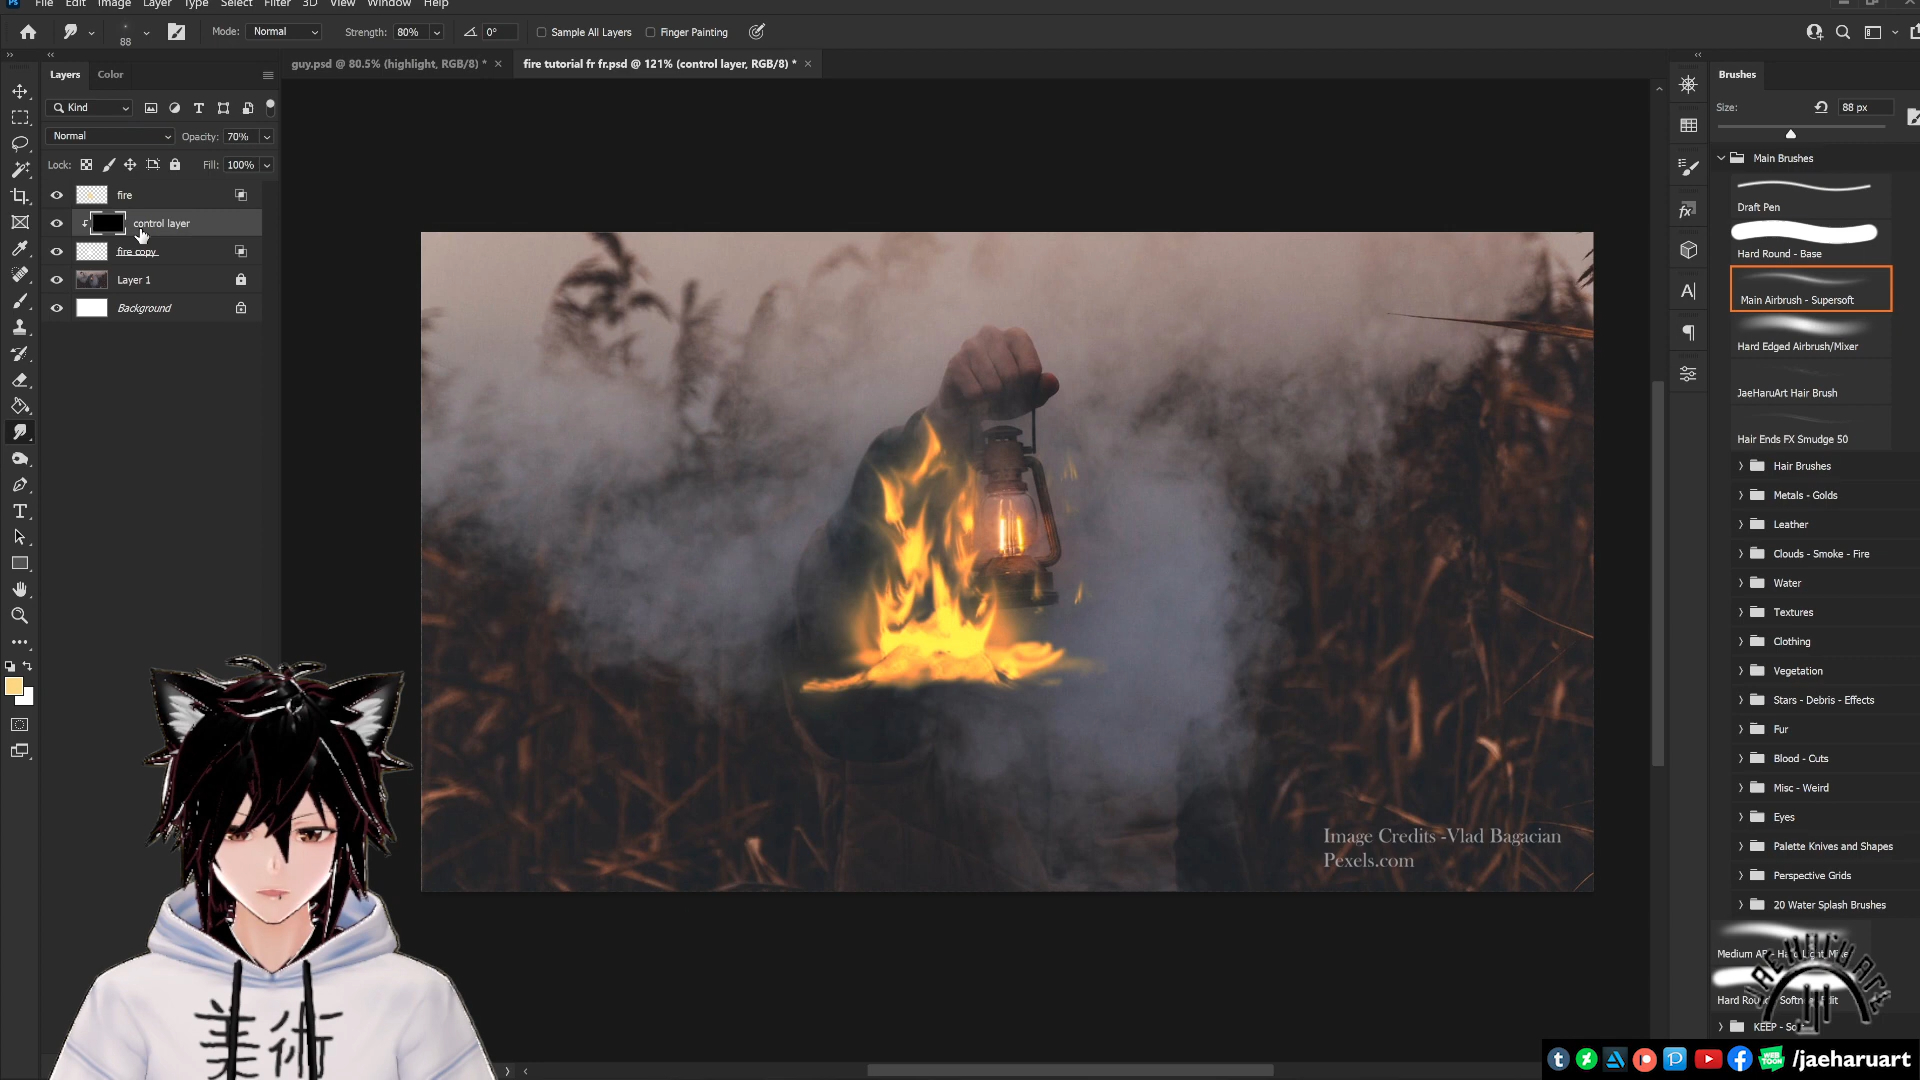 File Edit Image Layer Type Select Filter 3D View Window Help
88 Mode: Normal Strength: 80% 0° Sample All Layers Finger Painting
guy.psd @ 80.5% (highlight, RGB/8) * fire tutorial fr fr.psd @ 121% (control layer, RGB/8) *
Layers Color
Kind
Normal Opacity: 70%
Lock: Fill: 100%
fire
control layer
fire copy
Layer 1
Background
Brushes
Size: 88 px
Main Brushes
Draft Pen
Hard Round - Base
Main Airbrush - Supersoft
Hard Edged Airbrush/Mixer
JaeHaruArt Hair Brush
Hair Ends FX Smudge 50
Hair Brushes
Metals - Golds
Leather
Clouds - Smoke - Fire
Water
Textures
Clothing
Vegetation
Stars - Debris - Effects
Fur
Blood - Cuts
Misc - Weird
Eyes
Palette Knives and Shapes
Perspective Grids
20 Water Splash Brushes
Image Credits -Vlad Bagacian
Pexels.com
美術
/jaeharuart